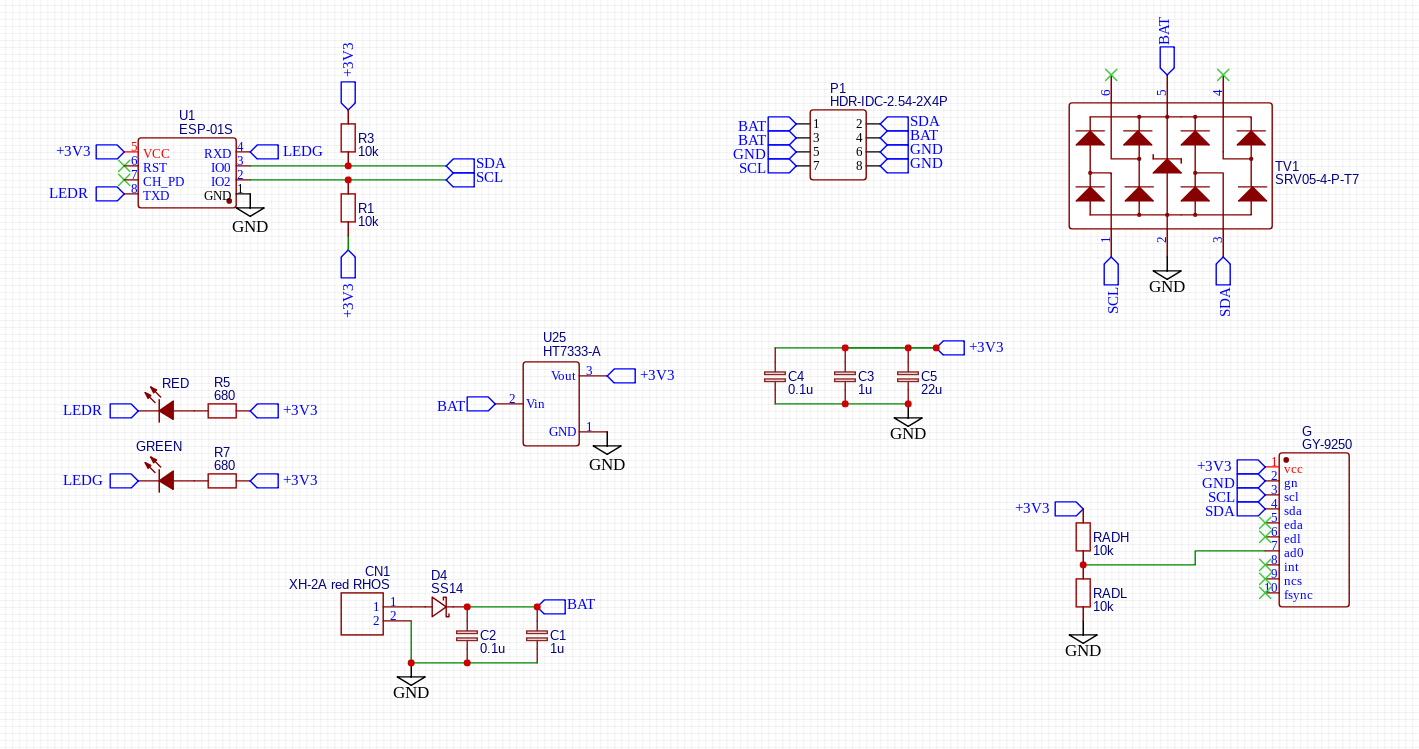 U1
ESP-01S
+3V3
LEDR
5
6
7
8
VCC
RST
CH_PD
TXD
RXD
IO0
IO2
GND
4
3
2
1
LEDG
GND
+3V3
R3
10k
SDA
SCL
R1
10k
+3V3
P1
HDR-IDC-2.54-2X4P
BAT
BAT
GND
SCL
1
3
5
7
2
4
6
8
SDA
BAT
GND
GND
BAT
6
5
4
TV1
SRV05-4-P-T7
1
2
3
SCL
GND
SDA
RED
R5
680
LEDR
+3V3
GREEN
R7
680
LEDG
+3V3
U25
HT7333-A
Vout
3
+3V3
BAT
2
Vin
GND
1
GND
+3V3
C4
0.1u
C3
1u
C5
22u
GND
G
GY-9250
+3V3
GND
SCL
SDA
1
2
3
4
5
6
7
8
9
10
vcc
gn
scl
sda
eda
edl
ad0
int
ncs
fsync
+3V3
RADH
10k
RADL
10k
GND
CN1
XH-2A red RHOS
1
2
1
2
D4
SS14
BAT
C2
0.1u
C1
1u
GND